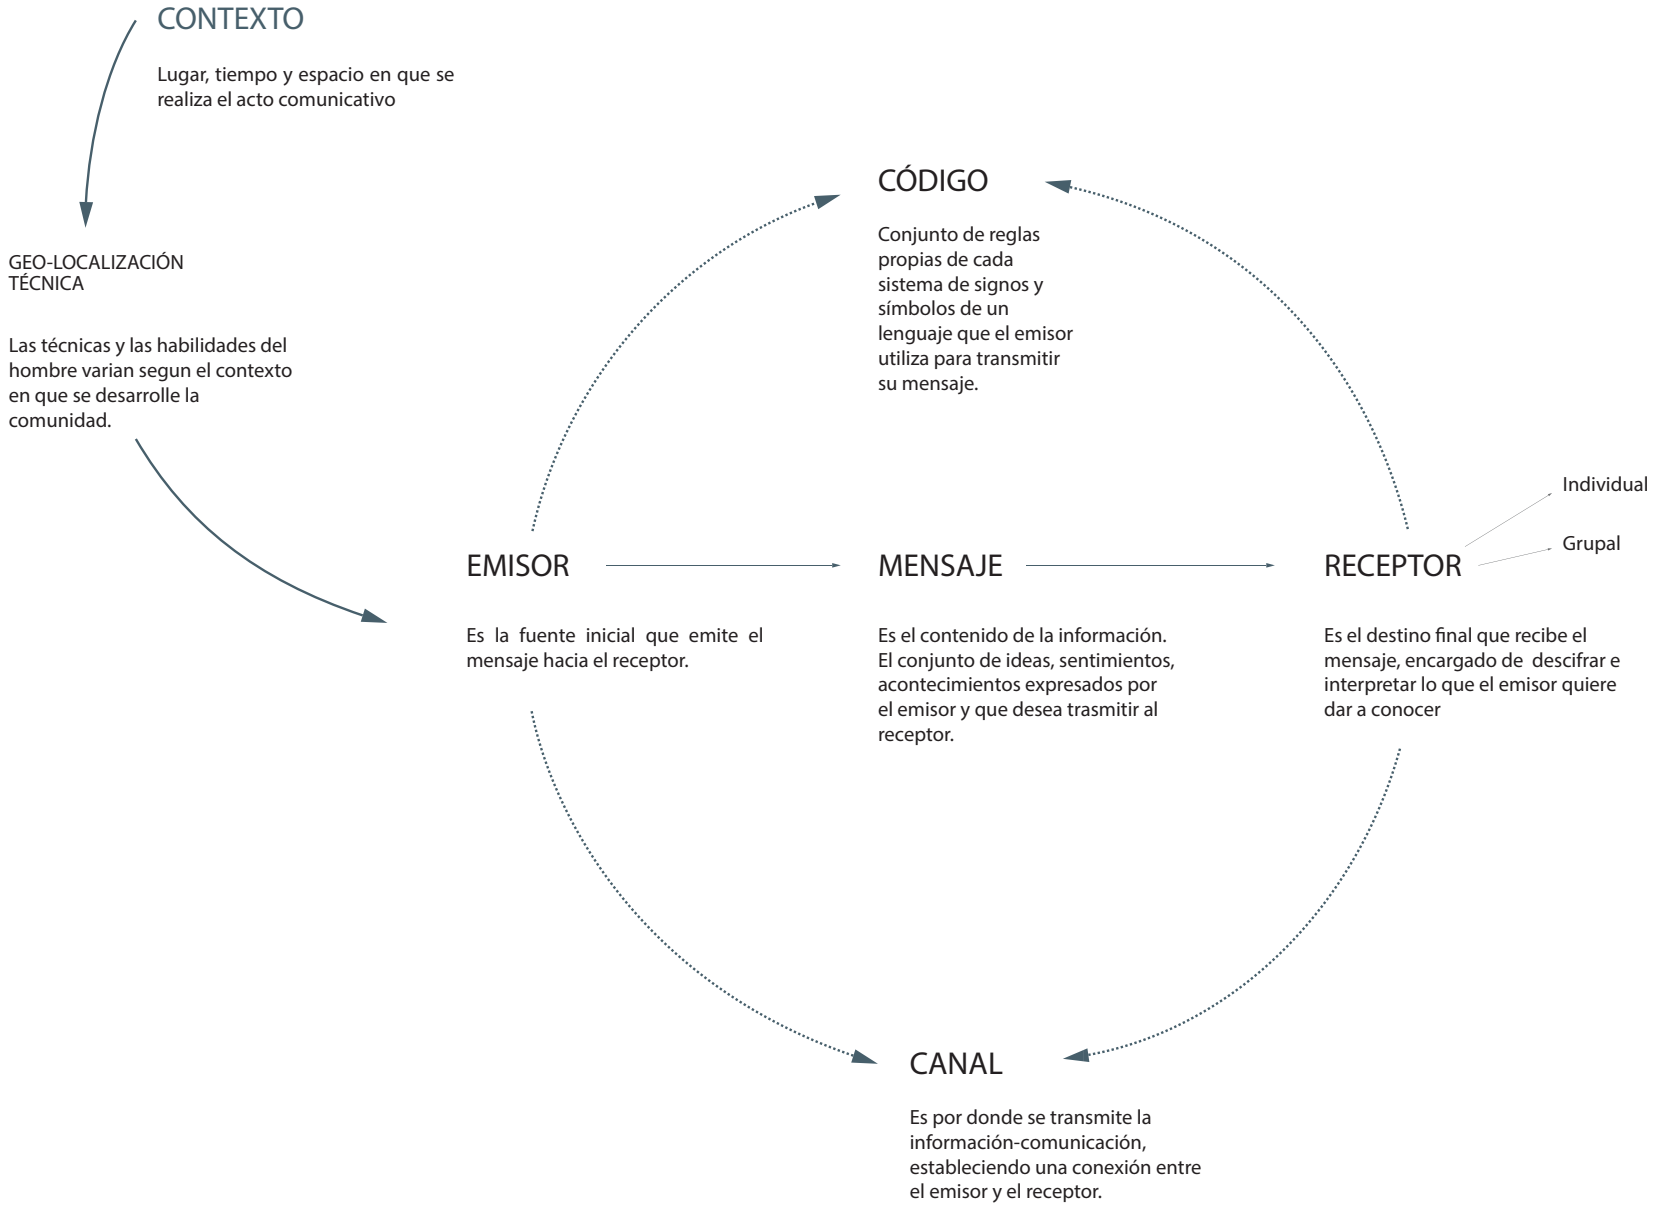 CONTEXTO
Lugar, tiempo y espacio en que se
realiza el acto comunicativo
GEO-LOCALIZACIÓN
TÉCNICA
Las técnicas y las habilidades del
hombre varian segun el contexto
en que se desarrolle la
comunidad.
CÓDIGO
Conjunto de reglas
propias de cada
sistema de signos y
símbolos de un
lenguaje que el emisor
utiliza para transmitir
su mensaje.
EMISOR
Es la fuente inicial que emite el
mensaje hacia el receptor.
MENSAJE
Es el contenido de la información.
El conjunto de ideas, sentimientos,
acontecimientos expresados por
el emisor y que desea trasmitir al
receptor.
RECEPTOR
Individual
Grupal
Es el destino final que recibe el
mensaje, encargado de descifrar e
interpretar lo que el emisor quiere
dar a conocer
CANAL
Es por donde se transmite la
información-comunicación,
estableciendo una conexión entre
el emisor y el receptor.